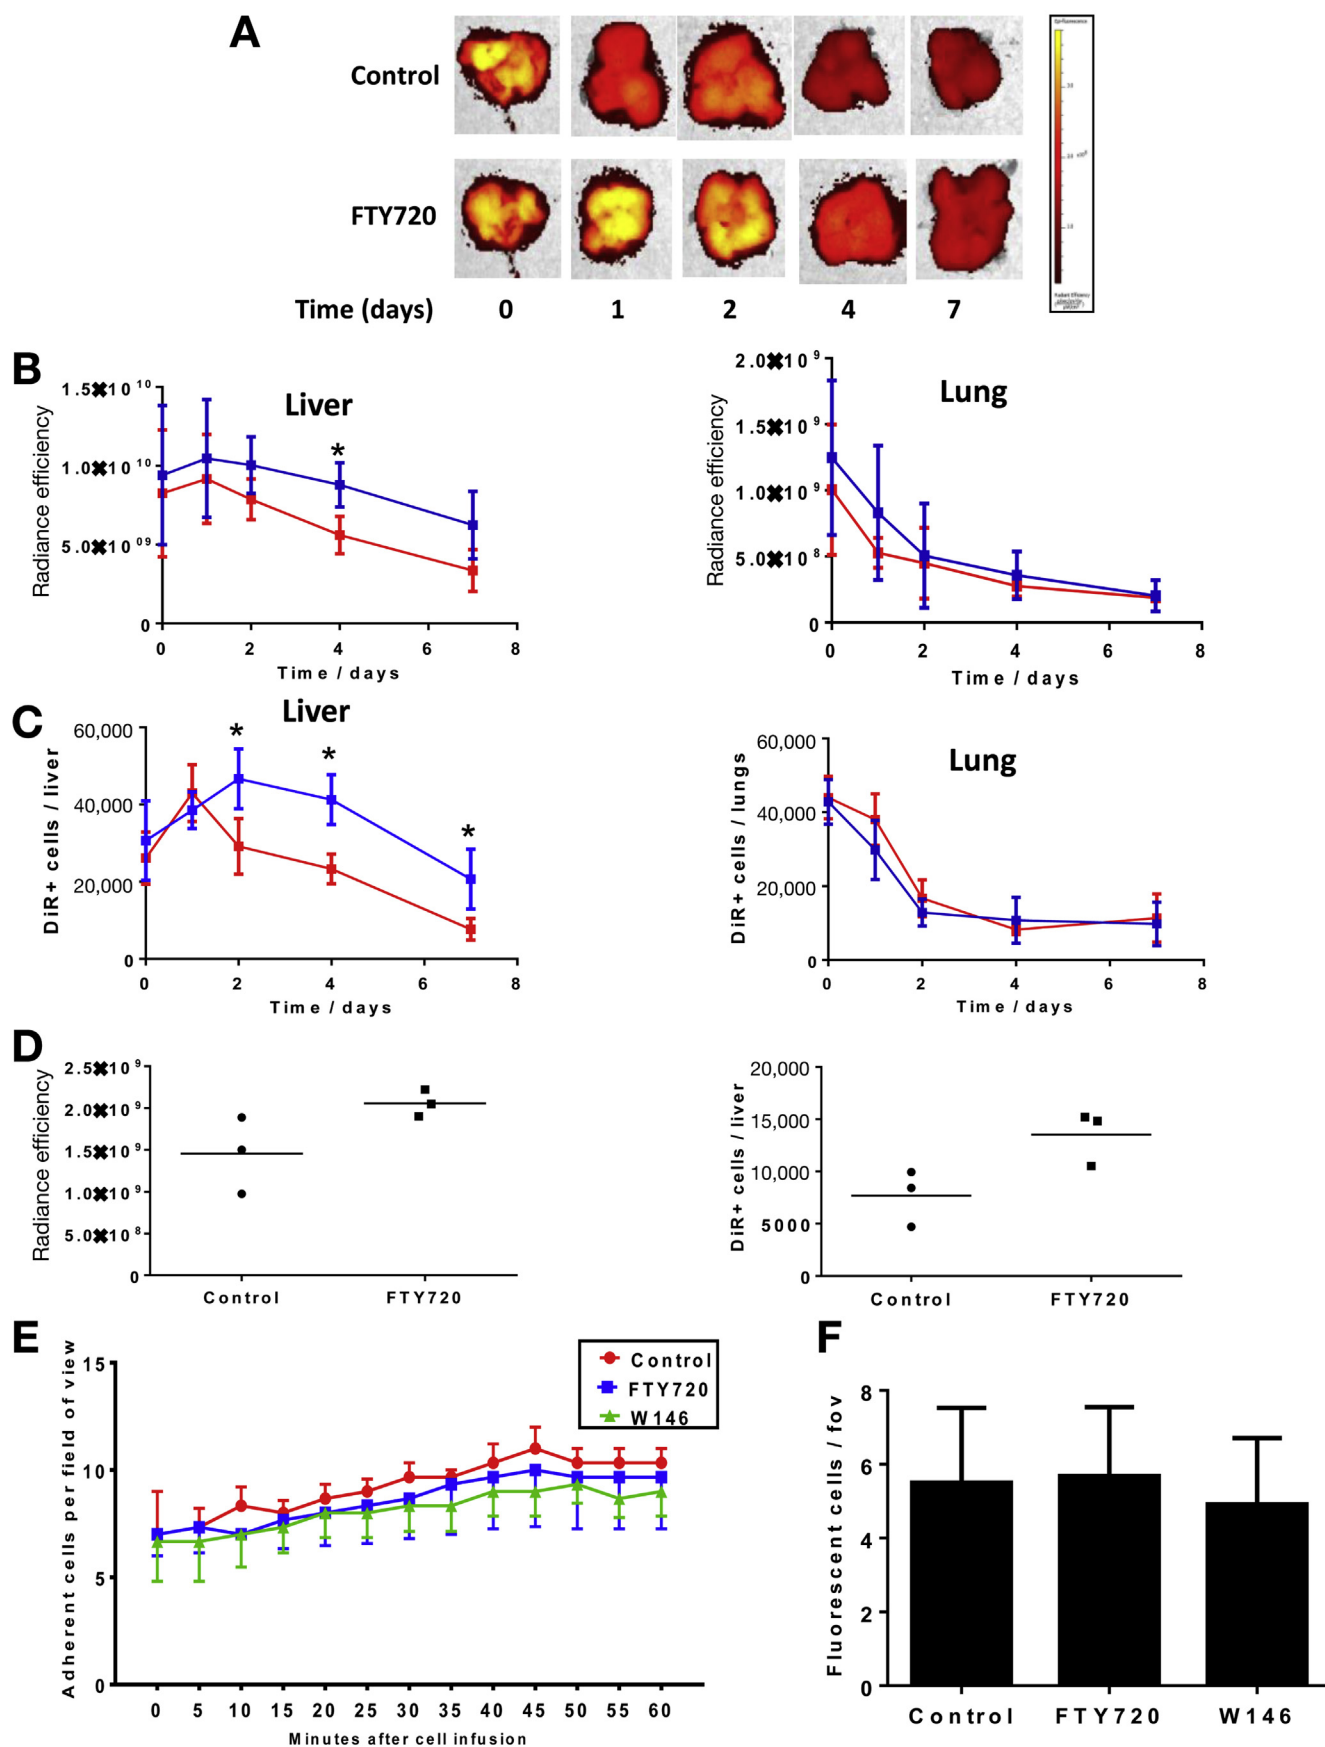 A
Control
FTY720
Time (days) 0 1 2 4 7
B
Liver
Radiance efficiency
1.5✖10 10
1.0✖10 10
5.0✖10 09
0
0 2 4 6 8
Time / days
Lung
Radiance efficiency
2.0✖10 9
1.5✖10 9
1.0✖10 9
5.0✖10 8
0
0 2 4 6 8
Time / days
C
Liver
DiR+ cells / liver
60,000
*
*
40,000
*
20,000
0
0 2 4 6 8
Time / days
Lung
DiR+ cells / lungs
60,000
40,000
20,000
0
0 2 4 6 8
Time / days
D
Radiance efficiency
2.5✖10 9
2.0✖10 9
1.5✖10 9
1.0✖10 9
5.0✖10 8
0
Control FTY720
DiR+ cells / liver
20,000
15,000
10,000
5000
0
Control FTY720
E
Adherent cells per field of view
15
10
5
0
Control
FTY720
W146
0 5 10 15 20 25 30 35 40 45 50 55 60
Minutes after cell infusion
F
Fluorescent cells / fov
8
6
4
2
0
Control FTY720 W146